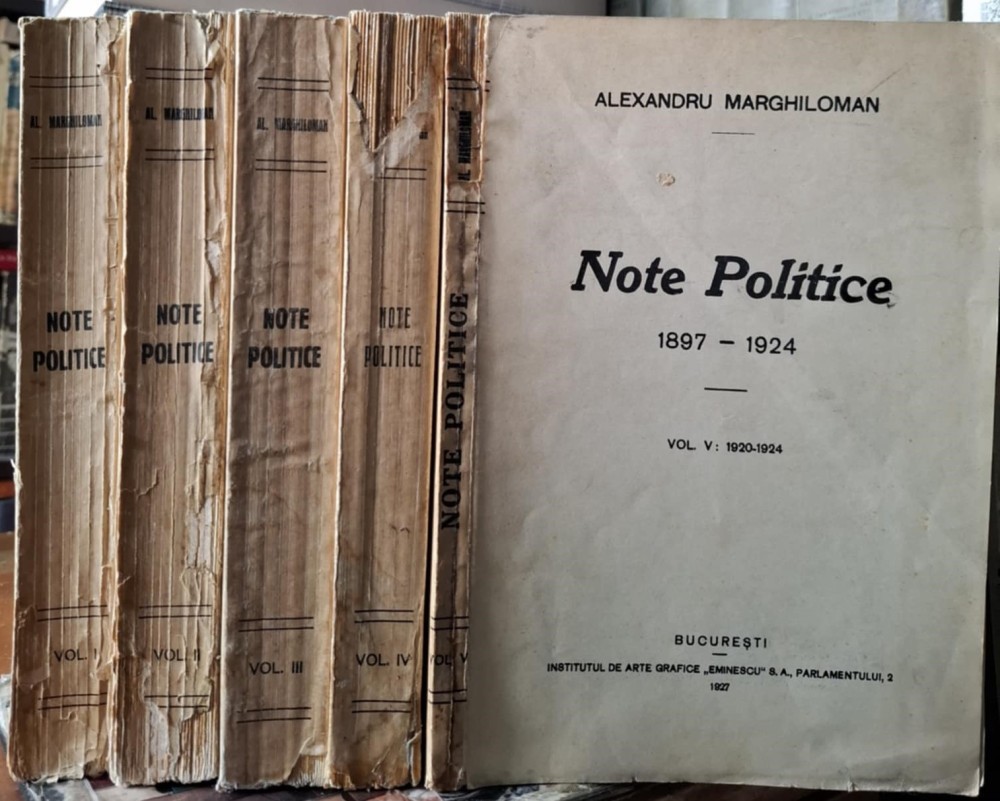 AL. MARGHILOMAN
NOTE
POLITICE
VOL. I
AL. MARGHILOMAN
NOTE
POLITICE
VOL. II
AL. MARGHILOMAN
NOTE
POLITICE
VOL. III
NOTE
POLITICE
VOL. IV
AL. MARGHILOMAN
NOTE POLITICE
VOL V
ALEXANDRU MARGHILOMAN
Note Politice
1897 – 1924
VOL. V: 1920-1924
BUCUREȘTI
INSTITUTUL DE ARTE GRAFICE „EMINESCU" S. A., PARLAMENTULUI, 2
1927